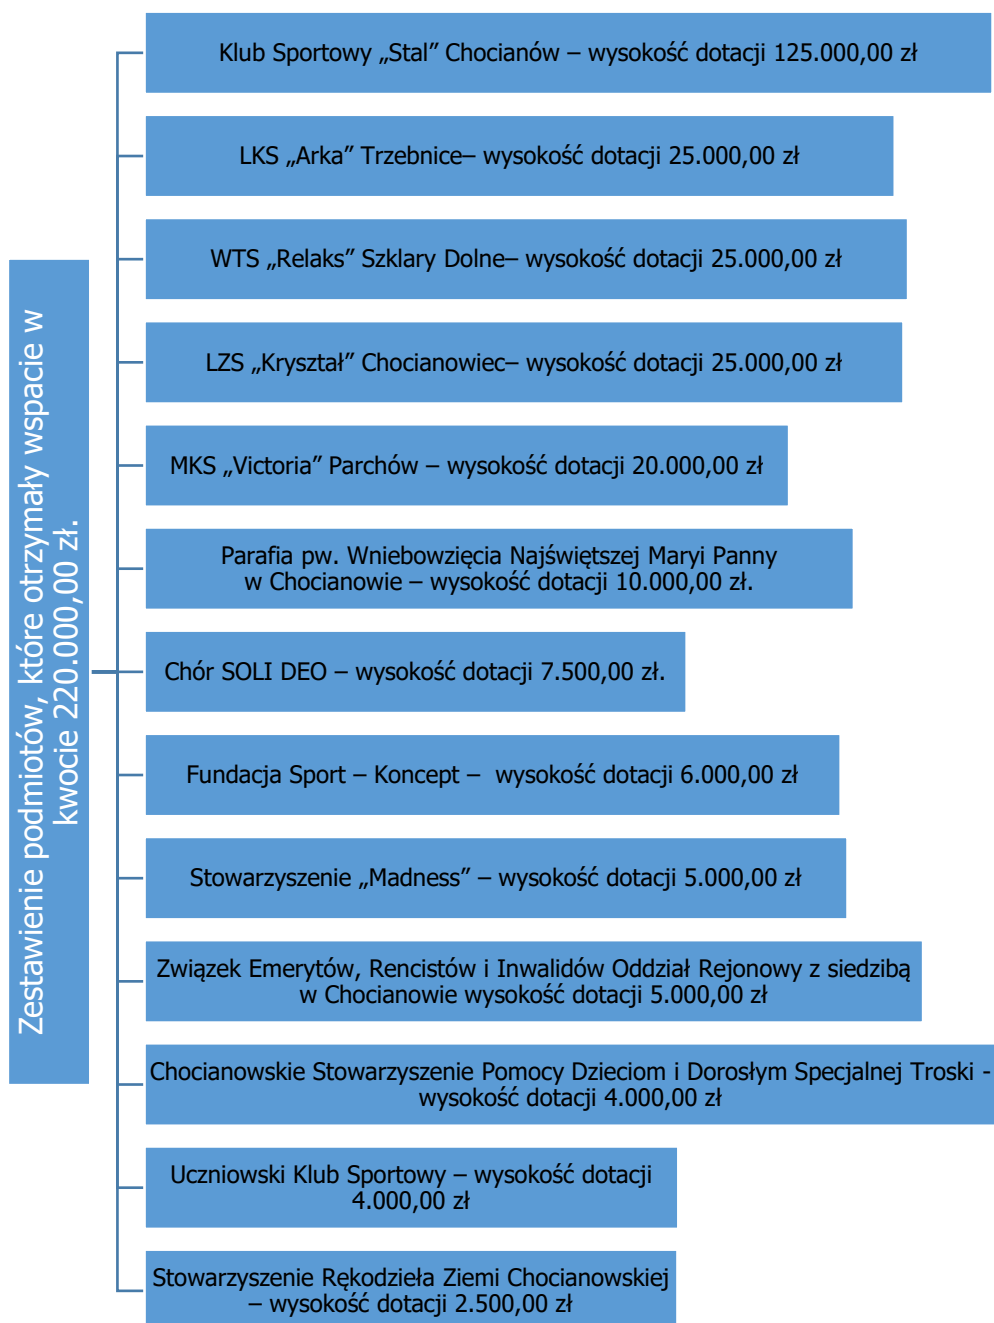 Zestawienie podmiotów, które otrzymały wspacie w
kwocie 220.000,00 zł.
Klub Sportowy „Stal” Chocianów – wysokość dotacji 125.000,00 zł
LKS „Arka” Trzebnice– wysokość dotacji 25.000,00 zł
WTS „Relaks” Szklary Dolne– wysokość dotacji 25.000,00 zł
LZS „Kryształ” Chocianowiec– wysokość dotacji 25.000,00 zł
MKS „Victoria” Parchów – wysokość dotacji 20.000,00 zł
Parafia pw. Wniebowzięcia Najświętszej Maryi Panny
w Chocianowie – wysokość dotacji 10.000,00 zł.
Chór SOLI DEO – wysokość dotacji 7.500,00 zł.
Fundacja Sport – Koncept – wysokość dotacji 6.000,00 zł
Stowarzyszenie „Madness” – wysokość dotacji 5.000,00 zł
Związek Emerytów, Rencistów i Inwalidów Oddział Rejonowy z siedzibą
w Chocianowie wysokość dotacji 5.000,00 zł
Chocianowskie Stowarzyszenie Pomocy Dzieciom i Dorosłym Specjalnej Troski -
wysokość dotacji 4.000,00 zł
Uczniowski Klub Sportowy – wysokość dotacji
4.000,00 zł
Stowarzyszenie Rękodzieła Ziemi Chocianowskiej
– wysokość dotacji 2.500,00 zł